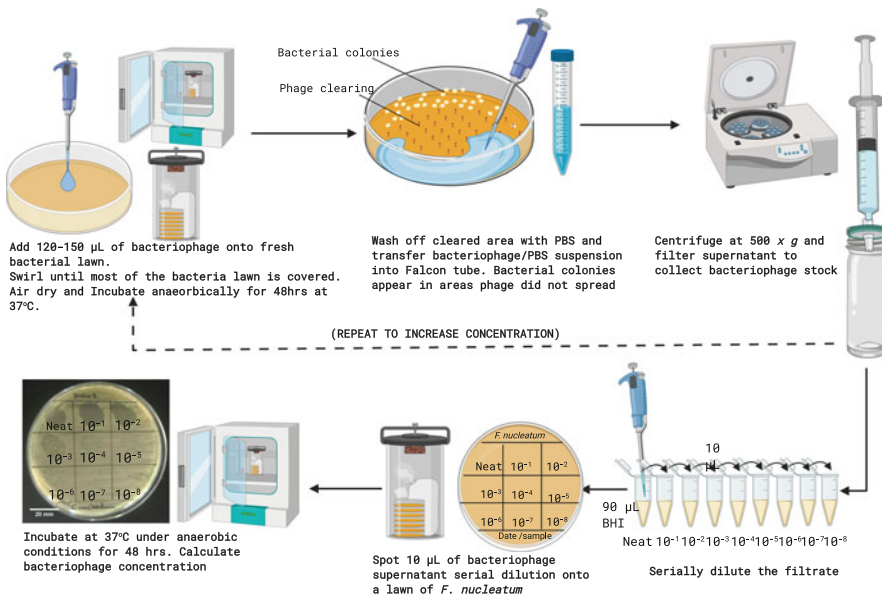 Bacterial colonies
Phage clearing
Add 120-150 µL of bacteriophage onto fresh
bacterial lawn.
Swirl until most of the bacteria lawn is covered.
Air dry and Incubate anaeorbically for 48hrs at
37ºC.
Wash off cleared area with PBS and
transfer bacteriophage/PBS suspension
into Falcon tube. Bacterial colonies
appear in areas phage did not spread
Centrifuge at 500 x g and
filter supernatant to
collect bacteriophage stock
(REPEAT TO INCREASE CONCENTRATION)
Neat 10⁻¹ 10⁻²
10⁻³ 10⁻⁴ 10⁻⁵
10⁻⁶ 10⁻⁷ 10⁻⁸
20 mm
Incubate at 37ºC under anaerobic
conditions for 48 hrs. Calculate
bacteriophage concentration
F. nucleatum
Neat 10⁻¹ 10⁻²
10⁻³ 10⁻⁴ 10⁻⁵
10⁻⁶ 10⁻⁷ 10⁻⁸
Date /sample
Spot 10 µL of bacteriophage
supernatant serial dilution onto
a lawn of F. nucleatum
10
90 µL
BHI
Neat 10⁻¹ 10⁻² 10⁻³ 10⁻⁴ 10⁻⁵ 10⁻⁶ 10⁻⁷ 10⁻⁸
Serially dilute the filtrate